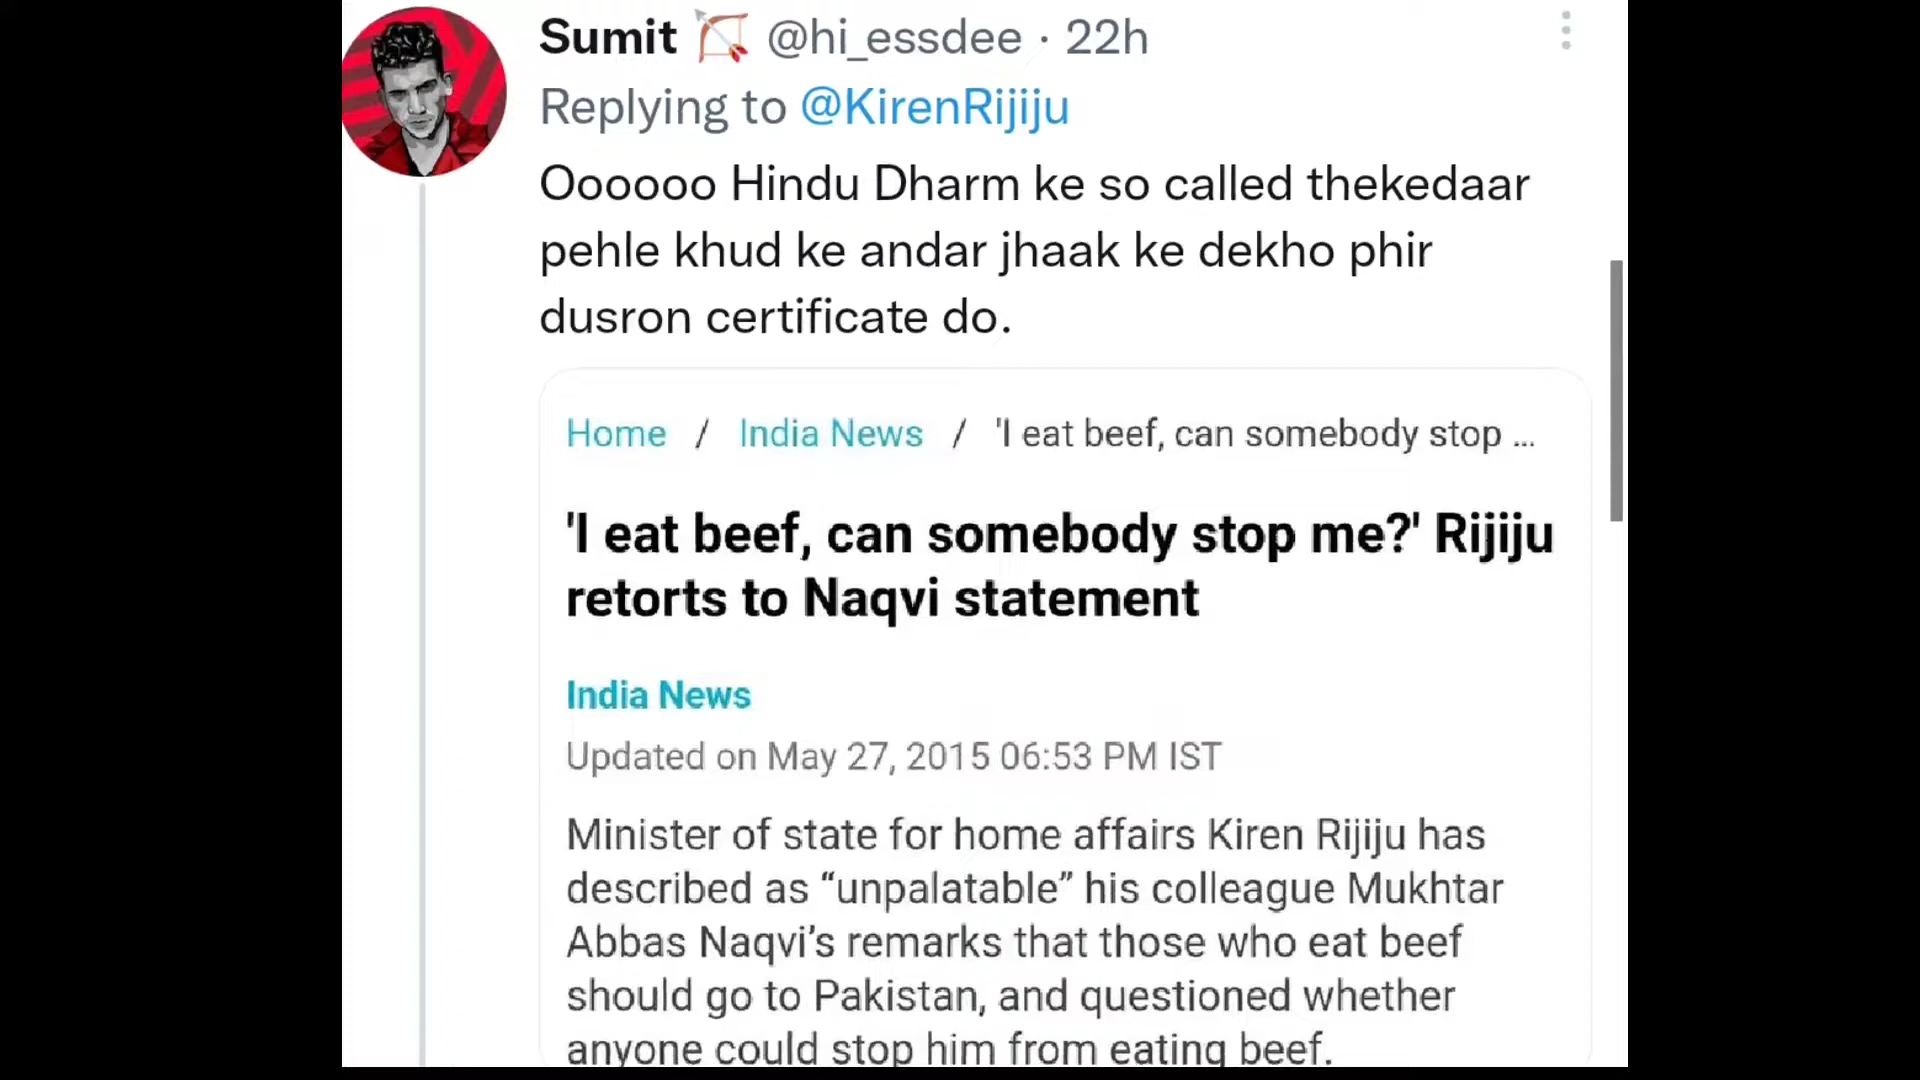 Sumit 🏹 @hi_essdee · 22h
Replying to @KirenRijiju
Oooooo Hindu Dharm ke so called thekedaar
pehle khud ke andar jhaak ke dekho phir
dusron certificate do.
Home / India News / 'I eat beef, can somebody stop ...
'I eat beef, can somebody stop me?' Rijiju
retorts to Naqvi statement
India News
Updated on May 27, 2015 06:53 PM IST
Minister of state for home affairs Kiren Rijiju has
described as “unpalatable” his colleague Mukhtar
Abbas Naqvi’s remarks that those who eat beef
should go to Pakistan, and questioned whether
anyone could stop him from eating beef.